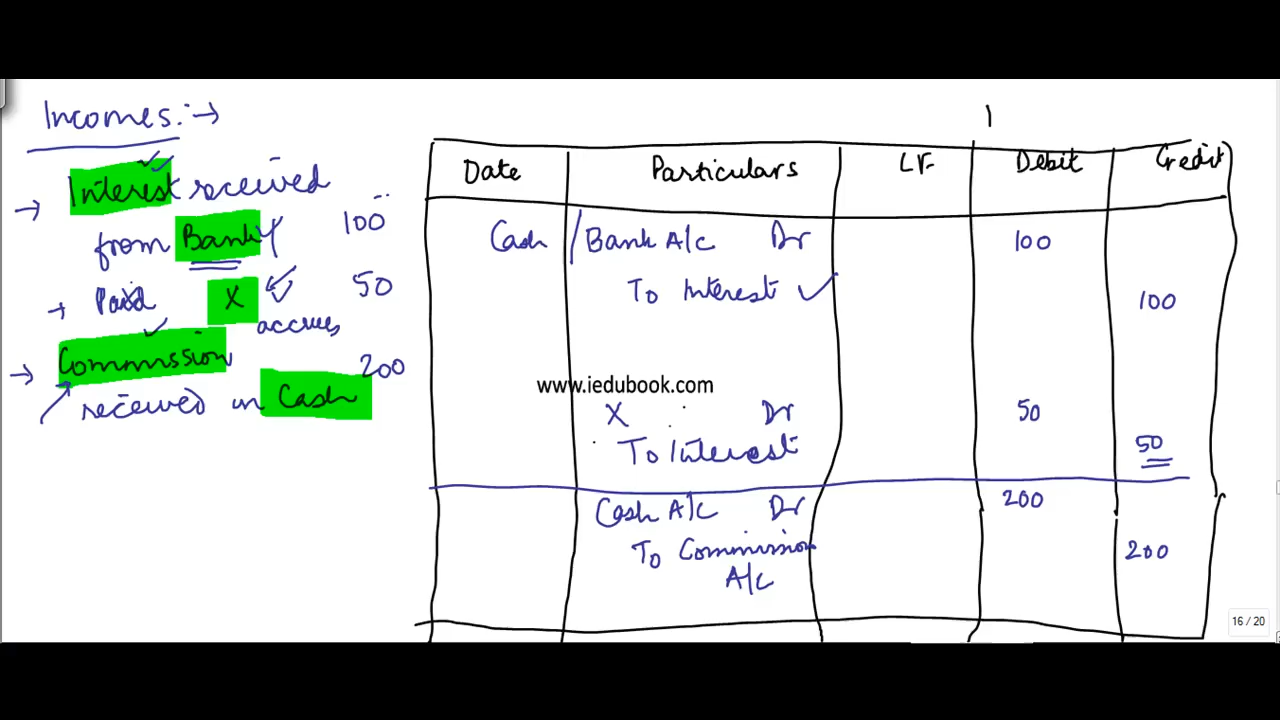 Incomes:→
→ Interest received
from Bank 100
→ Paid X 50
accrues
→ Commission 200
received in Cash
Date Particulars LF Debit Credit
Cash / Bank A/c Dr 100
To Interest ✓ 100
www.iedubook.com
X Dr 50
To Interest 50
Cash A/c Dr 200
To Commission 200
A/c
16 / 20